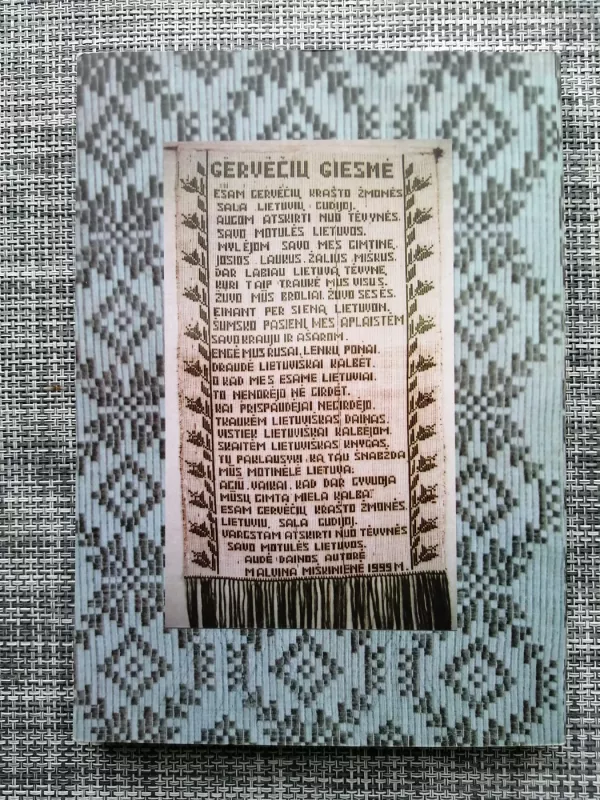 GĖRVĖČIŲ GIESMĖ
ESAM GERVĖČIŲ KRAŠTO ŽMONĖS
SALA LIETUVIŲ GUDIJOJ.
AUGOM ATSKIRTI NUO TĖVYNĖS.
SAVO MOTULĖS LIETUVOS.
MYLĖJOM SAVO MES GIMTINĘ.
JOSIOS LAUKUS. ŽALIUS MIŠKUS.
DAR LABIAU LIETUVĄ TĖVYNĘ,
KURI TAIP TRAUKĖ MŪS VISUS.
ŽUVO MŪS BROLIAI. ŽUVO SESĖS.
EINANT PER SIENĄ LIETUVON.
ŠUMSKO PASIENĮ MES APLAISTĖM
SAVO KRAUJU IR AŠAROM.
ENGĖ MUS RUSAI, LENKŲ PONAI.
DRAUDĖ LIETUVIŠKAI KALBĖT.
O KAD MES ESAME LIETUVIAI.
TO NENORĖJO NĖ GIRDĖT.
KAI PRISPAUDĖJAI NEGIRDĖJO.
TRAUKĖM LIETUVIŠKAS DAINAS.
VISTIEK LIETUVIŠKAI KALBĖJOM.
SKAITĖM LIETUVIŠKAS KNYGAS.
TU PAKLAUSYKI KĄ TAU ŠNABŽDA
MŪS MOTINĖLĖ LIETUVA:
AČIŪ, VAIKAI, KAD DAR GYVUOJA
MŪSŲ GIMTA MIELA KALBA.
ESAM GERVĖČIŲ KRAŠTO ŽMONĖS.
LIETUVIŲ SALA GUDIJOJ.
VARGSTAM ATSKIRTI NUO TĖVYNĖS
SAVO MOTULĖS LIETUVOS.
AUDĖ DAINOS AUTORĖ
MALVINA MIŠKINIENĖ 1999 M.